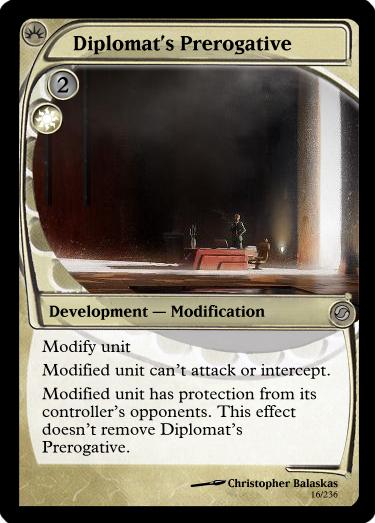 Diplomat's Prerogative
2
Development — Modification
Modify unit
Modified unit can't attack or intercept.
Modified unit has protection from its
controller's opponents. This effect
doesn't remove Diplomat's
Prerogative.
Christopher Balaskas
16/236